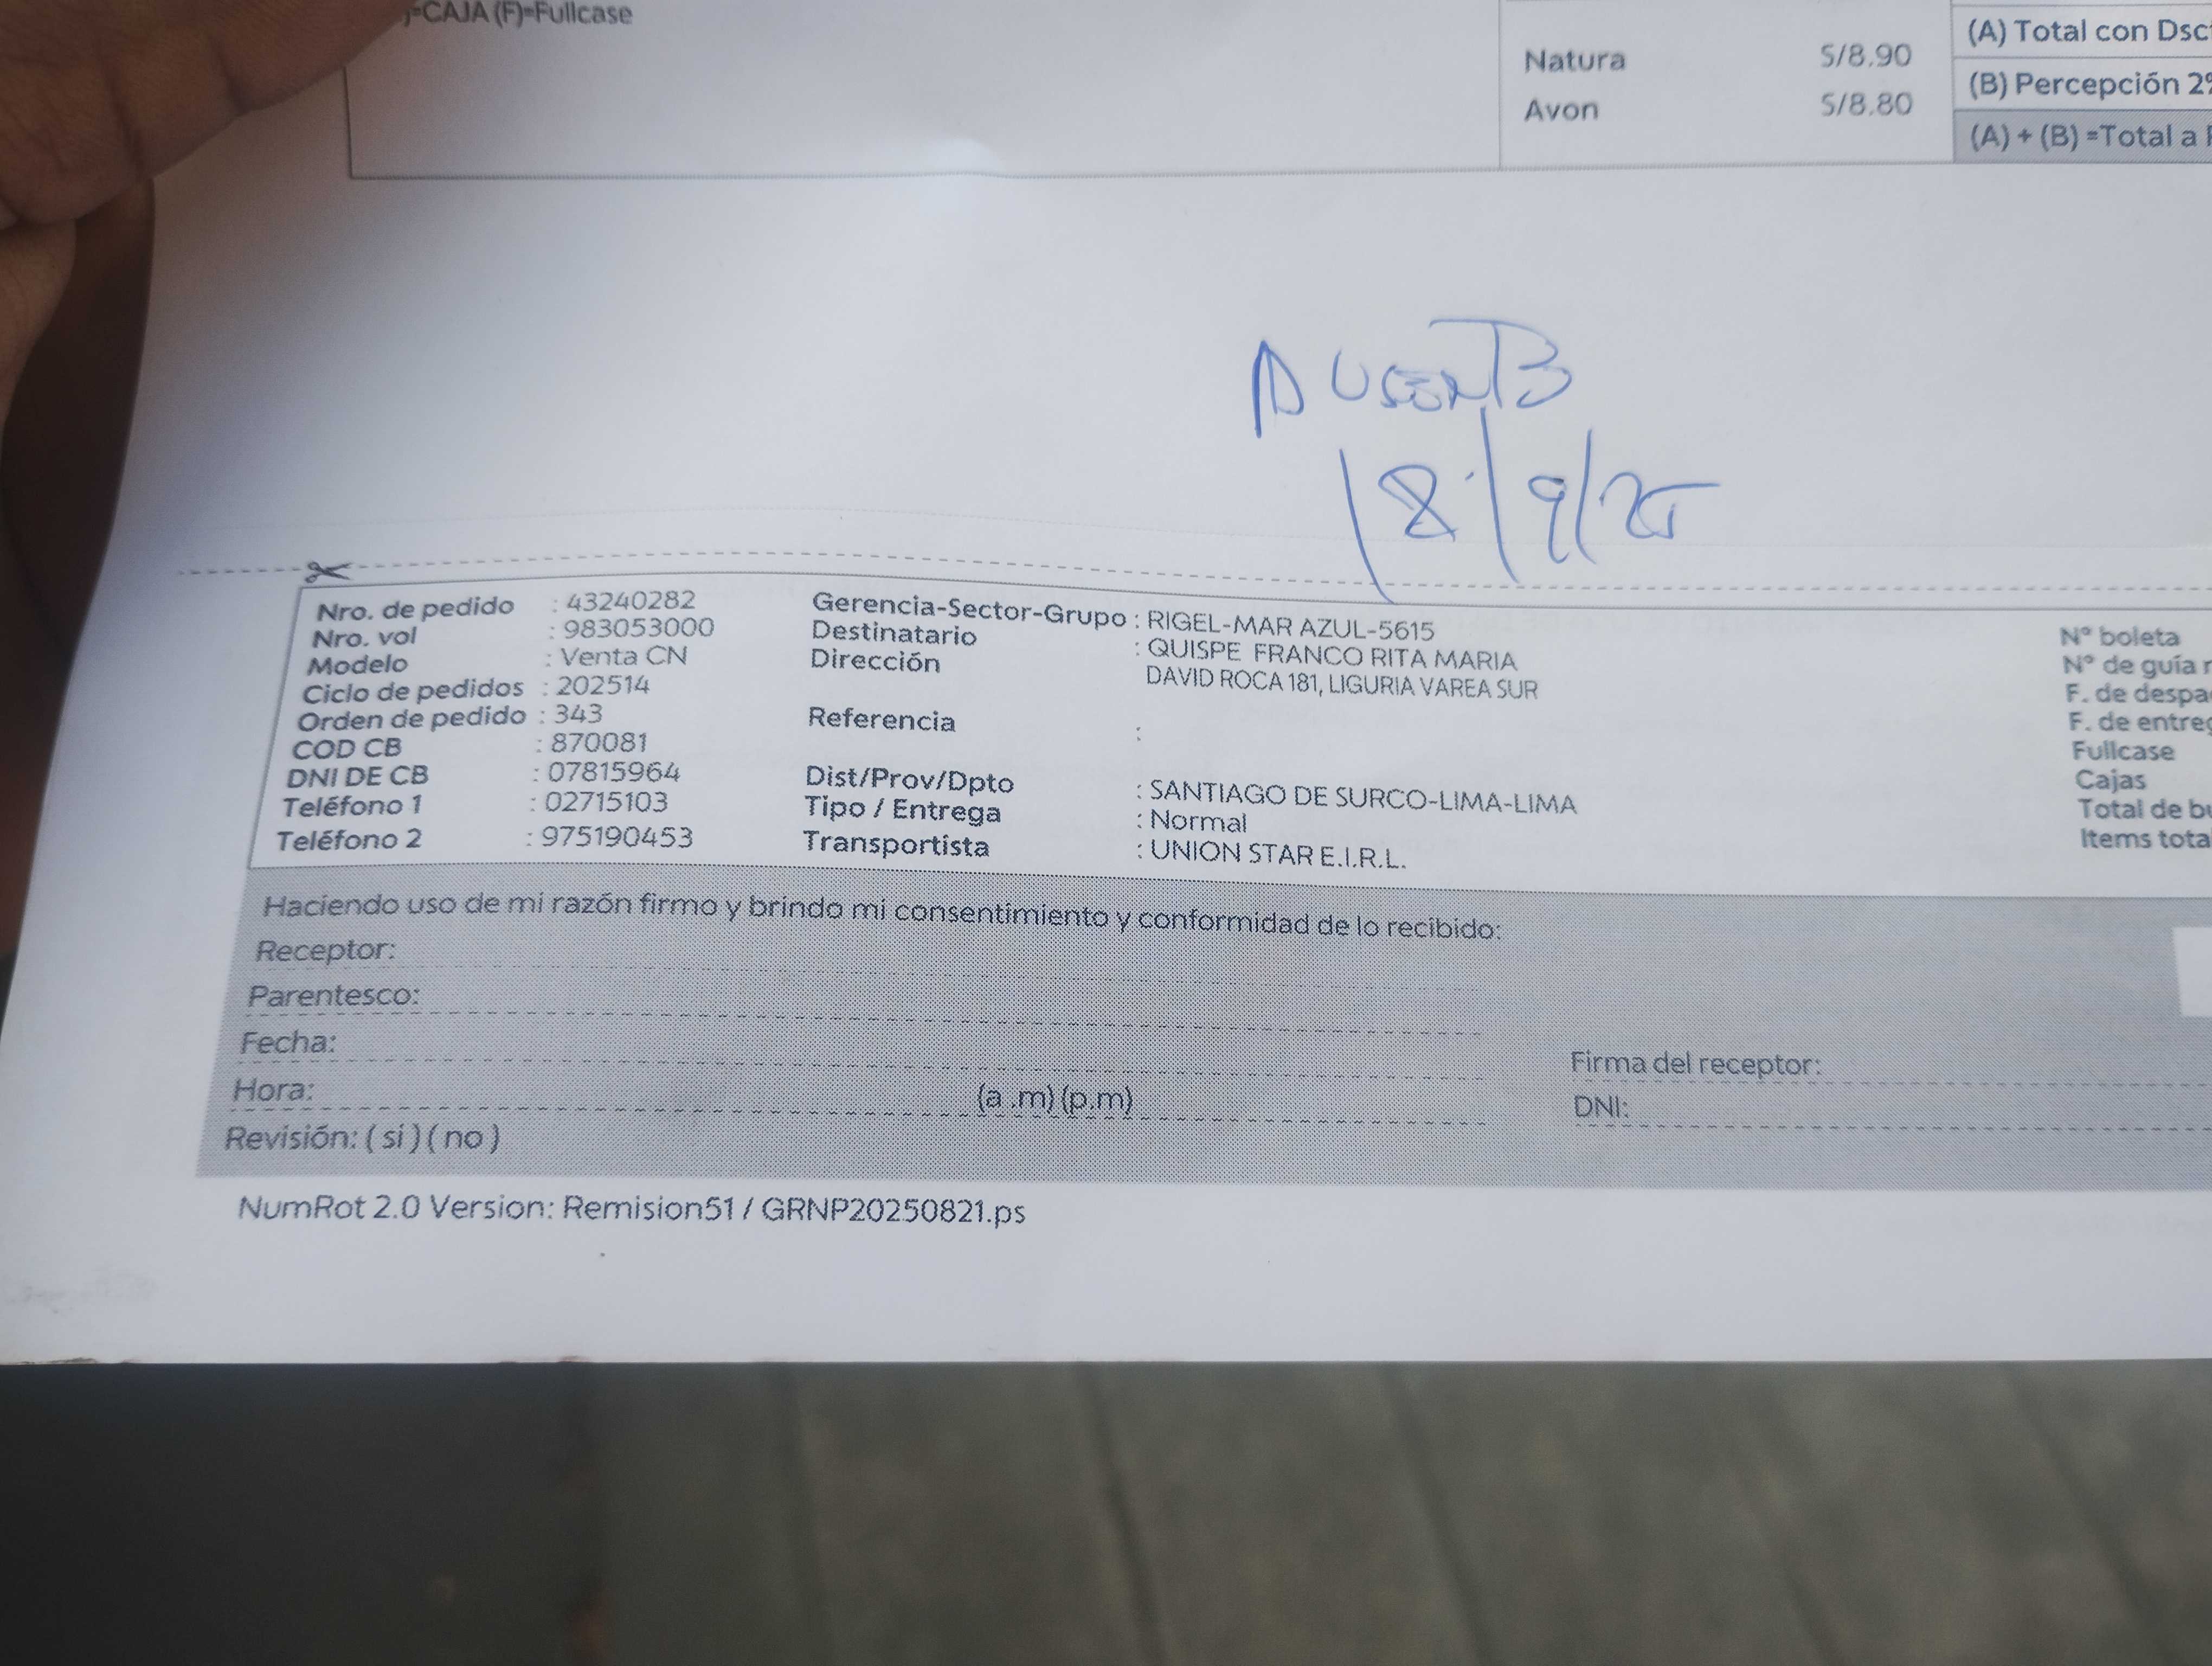 =CAJA (F)=Fullcase
Natura S/8.90
Avon S/8.80
(A) Total con Dsc
(B) Percepción 2%
(A) + (B) =Total a
AUSENTE
18/9/25
Nro. de pedido : 43240282
Nro. vol : 983053000
Modelo : Venta CN
Ciclo de pedidos : 202514
Orden de pedido : 343
COD CB : 870081
DNI DE CB : 07815964
Teléfono 1 : 02715103
Teléfono 2 : 975190453
Gerencia-Sector-Grupo : RIGEL-MAR AZUL-5615
Destinatario : QUISPE FRANCO RITA MARIA
Dirección DAVID ROCA 181, LIGURIA VAREA SUR
Referencia :
Dist/Prov/Dpto : SANTIAGO DE SURCO-LIMA-LIMA
Tipo / Entrega : Normal
Transportista : UNION STAR E.I.R.L.
N° boleta
N° de guía r
F. de despa
F. de entreg
Fullcase
Cajas
Total de bu
Items tota
Haciendo uso de mi razón firmo y brindo mi consentimiento y conformidad de lo recibido:
Receptor:
Parentesco:
Fecha:
Hora: (a .m) (p.m)
Revisión: ( si ) ( no )
Firma del receptor:
DNI:
NumRot 2.0 Version: Remision51 / GRNP20250821.ps